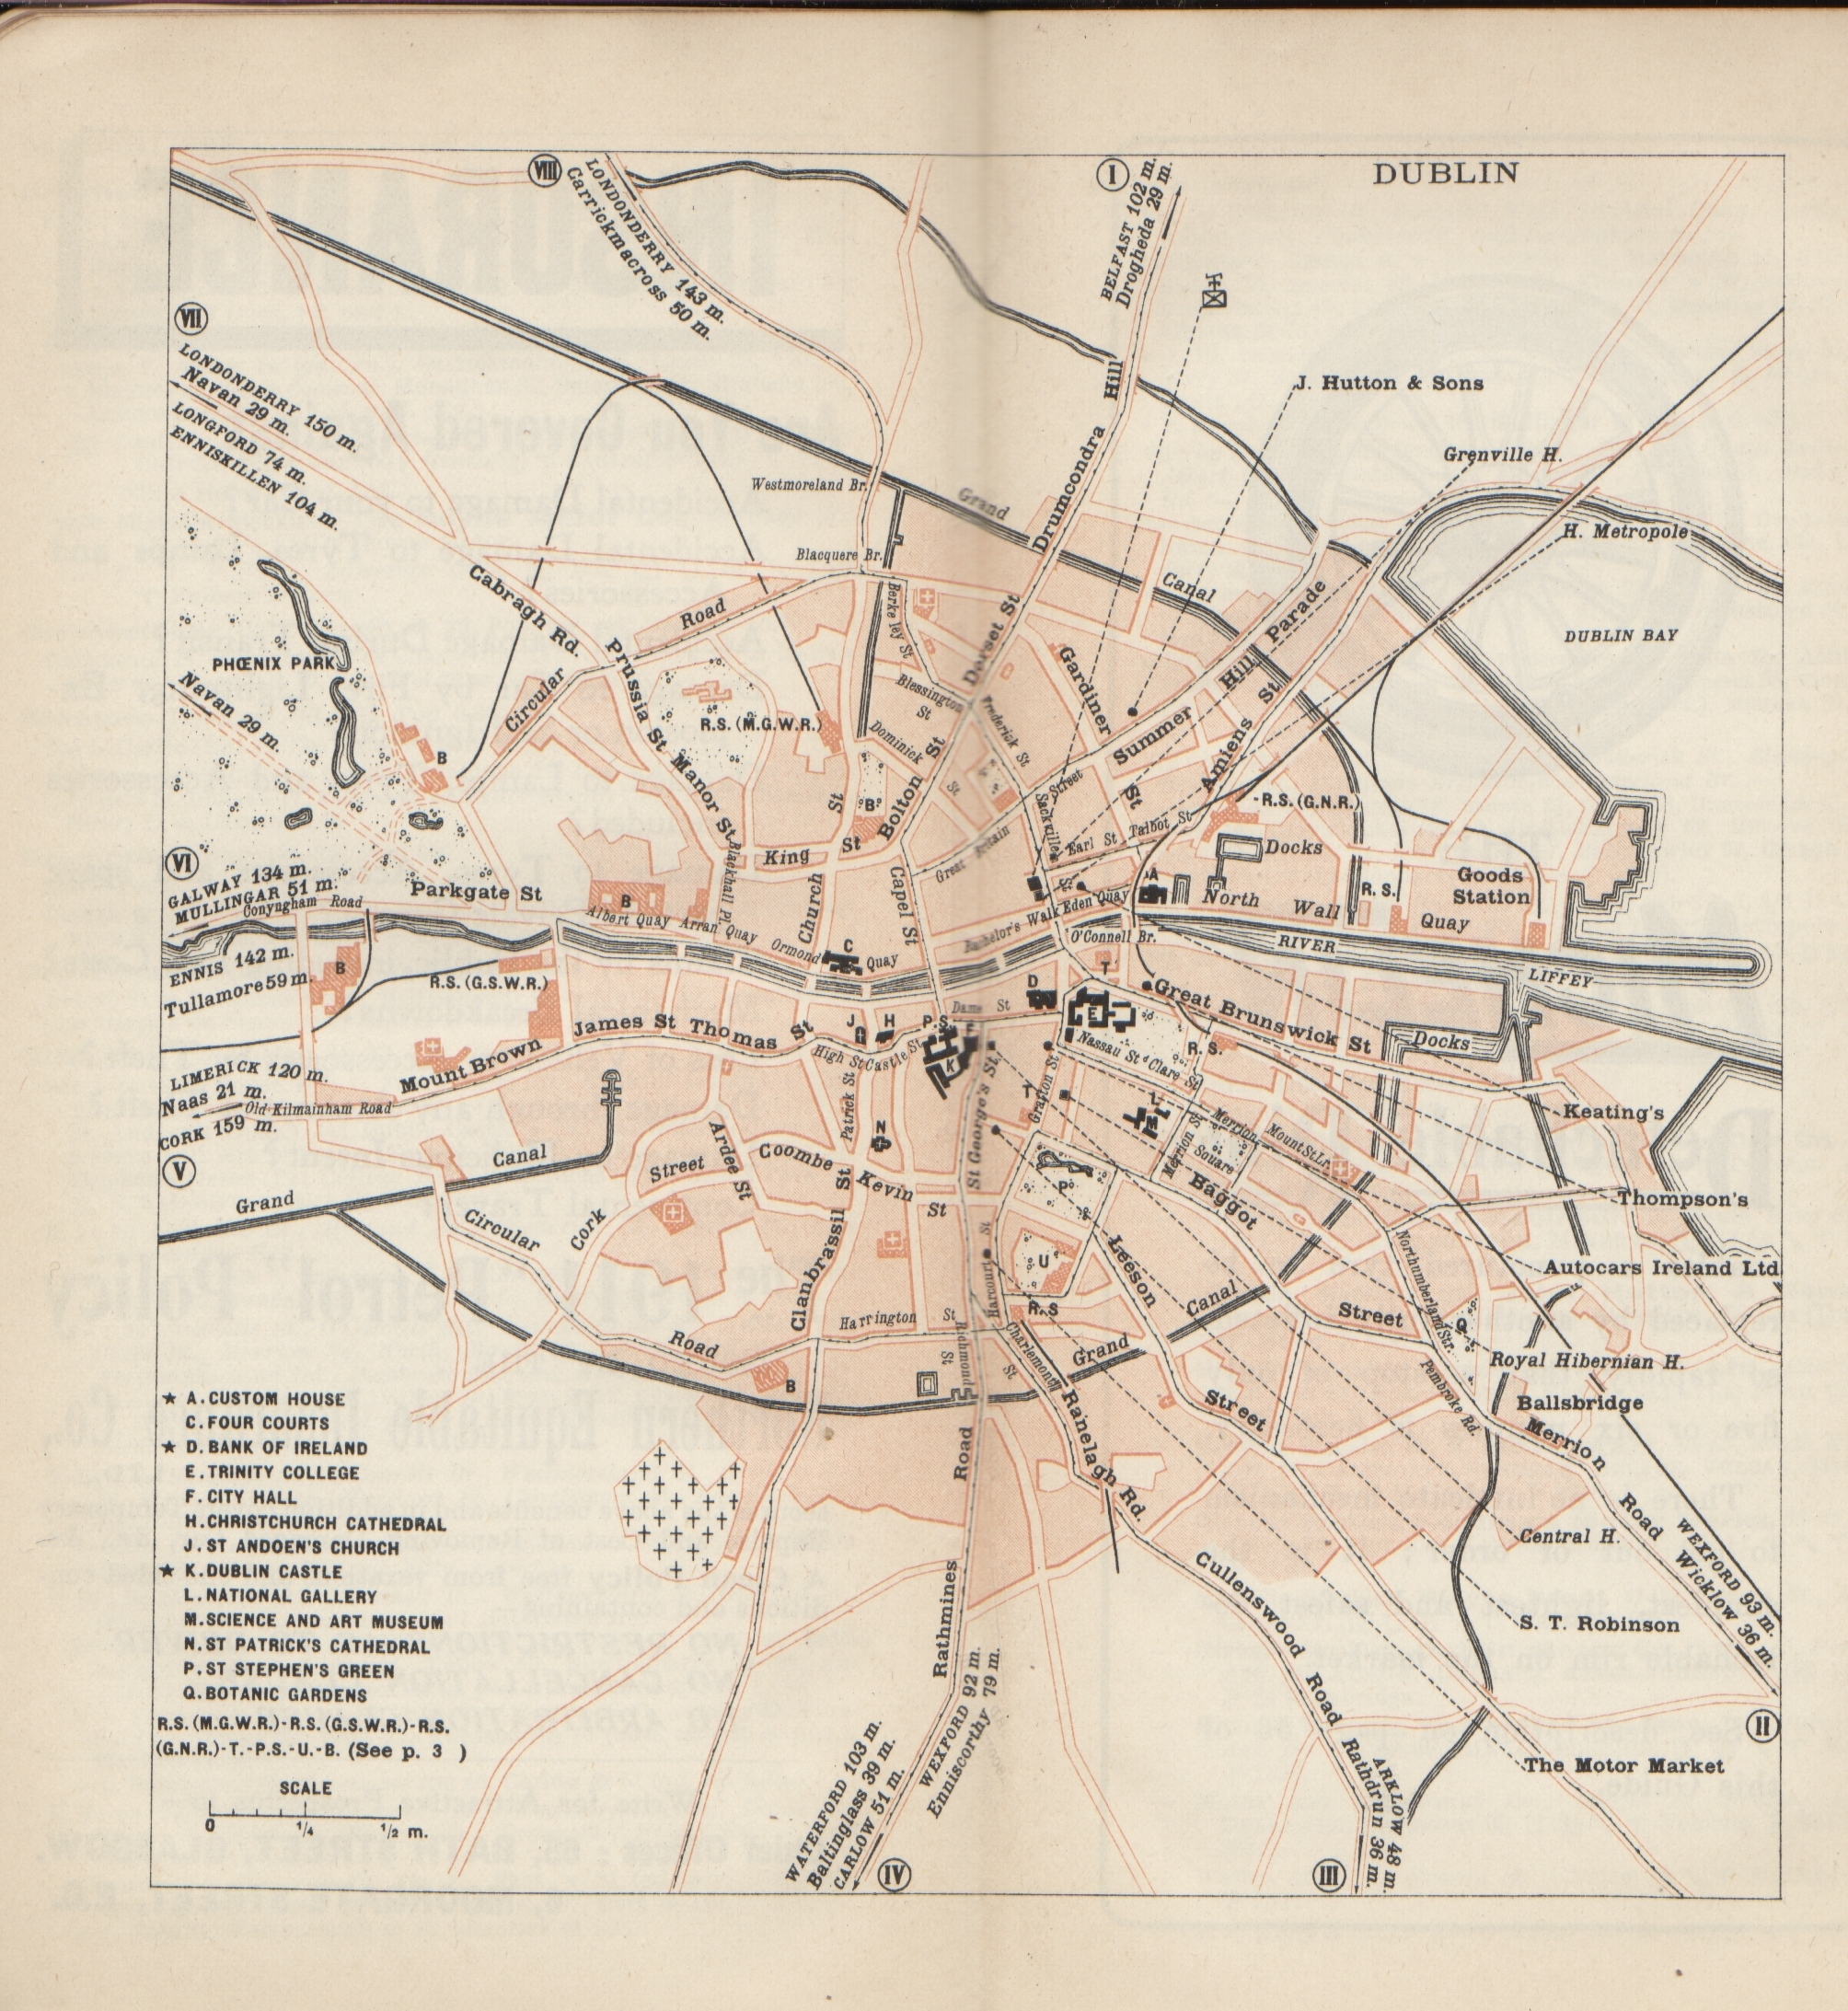 DUBLIN
VIII
LONDONDERRY 143 m.
Carrickmacross 50 m.
I
BELFAST 102 m.
Drogheda 29 m.
VII
LONDONDERRY 150 m.
Navan 29 m.
LONGFORD 74 m.
ENNISKILLEN 104 m.
J. Hutton & Sons
Grenville H.
H. Metropole
DUBLIN BAY
Westmoreland Br.
Grand
Canal
Drumcondra Hill
Blacquere Br.
Cabragh Rd.
Circular Road
Berkeley St
Dorset St
Gardiner St
Summer Hill Parade
PHŒNIX PARK
Navan 29 m.
Prussia St
R.S. (M.G.W.R.)
Blessington
St
Frederick St
Dominick
St
Amiens St
Manor St
B
B
Bolton St
Sackville
St
Street
R.S. (G.N.R.)
Earl St
Talbot St
Great Britain
King St
Blackhall Pl.
Church St
Capel St
Docks
Goods
Station
VI
GALWAY 134 m.
MULLINGAR 51 m.
Conyngham Road
Parkgate St
B
Albert Quay
Arran Quay
Ormond
Quay
C
Bachelor's Walk
Eden Quay
A
North Wall
Quay
R.S.
O'Connell Br.
RIVER
LIFFEY
ENNIS 142 m.
Tullamore 59 m.
B
R.S. (G.S.W.R.)
D
T
E
Great Brunswick St
Docks
James St
Thomas St
J
H
P.S.
Dame St
High St
Castle St
K
Nassau St
Clare St
R.S.
Mount Brown
LIMERICK 120 m.
Naas 21 m.
Old Kilmainham Road
CORK 159 m.
V
Patrick St
N
St George's St
T
Grafton St
L
M
Merrion St
Merrion
Square
Mount St Lr.
Keating's
Canal
Grand
Street
Ardee St
Coombe
Kevin
St
P
Baggot
Street
Thompson's
Circular
Road
Cork
Clanbrassil St
Harcourt St
U
R.S
Leeson
Street
Canal
Grand
Northumberland Str.
Q
Autocars Ireland Ltd
Harrington
St
Richmond
St
Charlemont
St
Pembroke Rd.
Royal Hibernian H.
Ballsbridge
Merrion
Road
B
Ranelagh Rd.
Rathmines
Road
Cullenswood Road
Central H.
S. T. Robinson
WEXFORD 93 m.
Wicklow 36 m.
II
The Motor Market
★ A. CUSTOM HOUSE
C. FOUR COURTS
★ D. BANK OF IRELAND
E. TRINITY COLLEGE
F. CITY HALL
H. CHRISTCHURCH CATHEDRAL
J. ST ANDOEN'S CHURCH
★ K. DUBLIN CASTLE
L. NATIONAL GALLERY
M. SCIENCE AND ART MUSEUM
N. ST PATRICK'S CATHEDRAL
P. ST STEPHEN'S GREEN
Q. BOTANIC GARDENS
R.S. (M.G.W.R.)-R.S. (G.S.W.R.)-R.S.
(G.N.R.)-T.-P.S.-U.-B. (See p. 3 )
SCALE
0 1/4 1/2 m.
WATERFORD 103 m.
Baltinglass 39 m.
CARLOW 51 m.
WEXFORD 92 m.
Enniscorthy 79 m.
IV
III
ARKLOW 48 m.
Rathdrun 36 m.